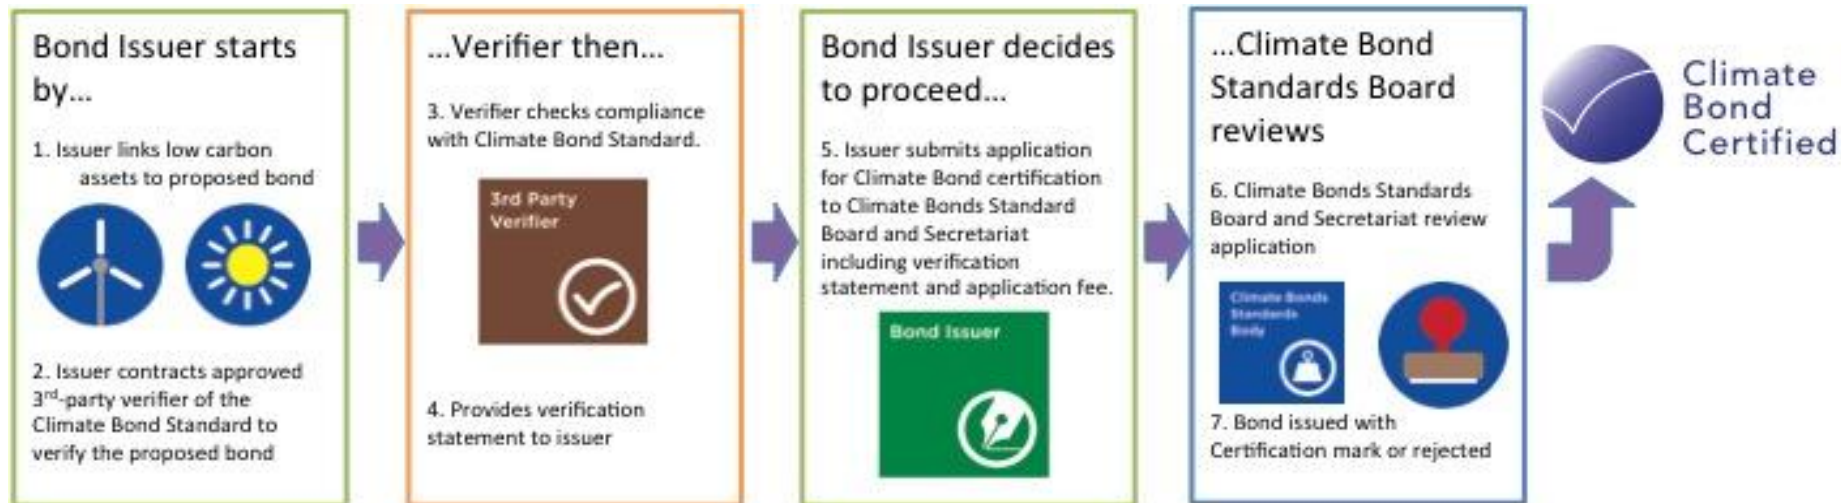 Bond Issuer starts
by...
1. Issuer links low carbon
assets to proposed bond
2. Issuer contracts approved
3rd-party verifier of the
Climate Bond Standard to
verify the proposed bond
...Verifier then...
3. Verifier checks compliance
with Climate Bond Standard.
3rd Party
Verifier
4. Provides verification
statement to issuer
Bond Issuer decides
to proceed...
5. Issuer submits application
for Climate Bond certification
to Climate Bonds Standard
Board and Secretariat
including verification
statement and application fee.
Bond Issuer
...Climate Bond
Standards Board
reviews
6. Climate Bonds Standards
Board and Secretariat review
application
Climate Bonds
Standards
Body
7. Bond issued with
Certification mark or rejected
Climate
Bond
Certified